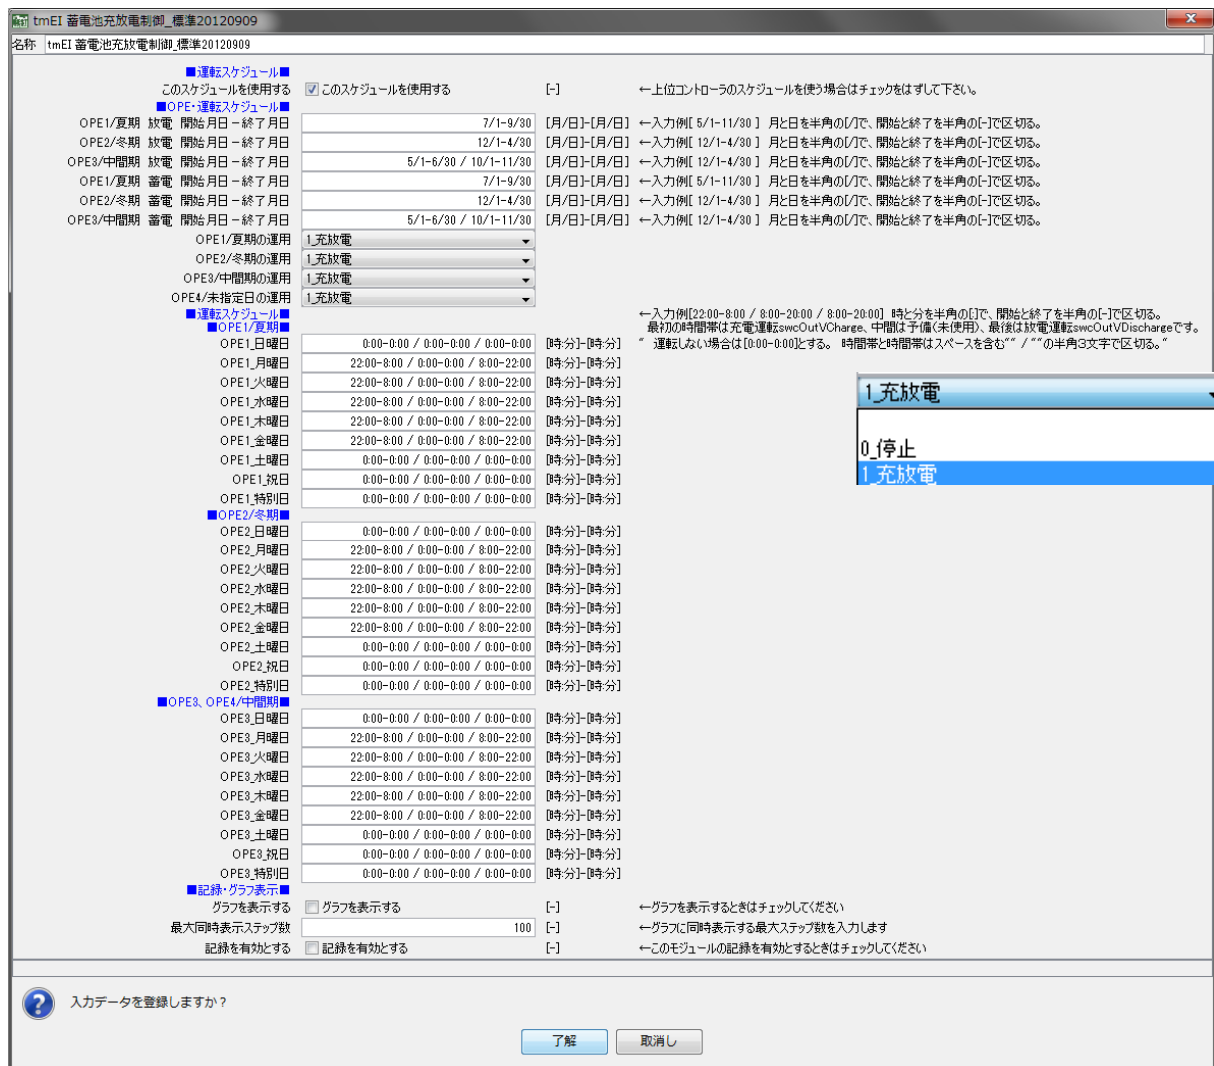 tmEI 蓄電池充放電制御_標準20120909
名称 tmEI 蓄電池充放電制御_標準20120909
■運転スケジュール■
このスケジュールを使用する このスケジュールを使用する [-] ←上位コントローラのスケジュールを使う場合はチェックをはずして下さい。
■OPE・運転スケジュール■
OPE1/夏期 放電 開始月日－終了月日 7/1-9/30 [月/日]-[月/日] ←入力例[ 5/1-11/30 ] 月と日を半角の[/]で、開始と終了を半角の[-]で区切る。
OPE2/冬期 放電 開始月日－終了月日 12/1-4/30 [月/日]-[月/日] ←入力例[ 12/1-4/30 ] 月と日を半角の[/]で、開始と終了を半角の[-]で区切る。
OPE3/中間期 放電 開始月日－終了月日 5/1-6/30 / 10/1-11/30 [月/日]-[月/日] ←入力例[ 12/1-4/30 ] 月と日を半角の[/]で、開始と終了を半角の[-]で区切る。
OPE1/夏期 蓄電 開始月日－終了月日 7/1-9/30 [月/日]-[月/日] ←入力例[ 5/1-11/30 ] 月と日を半角の[/]で、開始と終了を半角の[-]で区切る。
OPE2/冬期 蓄電 開始月日－終了月日 12/1-4/30 [月/日]-[月/日] ←入力例[ 12/1-4/30 ] 月と日を半角の[/]で、開始と終了を半角の[-]で区切る。
OPE3/中間期 蓄電 開始月日－終了月日 5/1-6/30 / 10/1-11/30 [月/日]-[月/日] ←入力例[ 12/1-4/30 ] 月と日を半角の[/]で、開始と終了を半角の[-]で区切る。
OPE1/夏期の運用 1_充放電
OPE2/冬期の運用 1_充放電
OPE3/中間期の運用 1_充放電
OPE4/未指定日の運用 1_充放電
■運転スケジュール■ ←入力例[22:00-8:00 / 8:00-20:00 / 8:00-20:00] 時と分を半角の[:]で、開始と終了を半角の[-]で区切る。
■OPE1/夏期■ 最初の時間帯は充電運転swcOutVCharge、中間は予備(未使用)、最後は放電運転swcOutVDischargeです。
OPE1_日曜日 0:00-0:00 / 0:00-0:00 / 0:00-0:00 [時:分]-[時:分] " 運転しない場合は[0:00-0:00]とする。 時間帯と時間帯はスペースを含む"" / ""の半角3文字で区切る。"
OPE1_月曜日 22:00-8:00 / 0:00-0:00 / 8:00-22:00 [時:分]-[時:分]
OPE1_火曜日 22:00-8:00 / 0:00-0:00 / 8:00-22:00 [時:分]-[時:分]
OPE1_水曜日 22:00-8:00 / 0:00-0:00 / 8:00-22:00 [時:分]-[時:分]
OPE1_木曜日 22:00-8:00 / 0:00-0:00 / 8:00-22:00 [時:分]-[時:分]
OPE1_金曜日 22:00-8:00 / 0:00-0:00 / 8:00-22:00 [時:分]-[時:分]
OPE1_土曜日 0:00-0:00 / 0:00-0:00 / 0:00-0:00 [時:分]-[時:分]
OPE1_祝日 0:00-0:00 / 0:00-0:00 / 0:00-0:00 [時:分]-[時:分]
OPE1_特別日 0:00-0:00 / 0:00-0:00 / 0:00-0:00 [時:分]-[時:分]
1_充放電
0_停止
1_充放電
■OPE2/冬期■
OPE2_日曜日 0:00-0:00 / 0:00-0:00 / 0:00-0:00 [時:分]-[時:分]
OPE2_月曜日 22:00-8:00 / 0:00-0:00 / 8:00-22:00 [時:分]-[時:分]
OPE2_火曜日 22:00-8:00 / 0:00-0:00 / 8:00-22:00 [時:分]-[時:分]
OPE2_水曜日 22:00-8:00 / 0:00-0:00 / 8:00-22:00 [時:分]-[時:分]
OPE2_木曜日 22:00-8:00 / 0:00-0:00 / 8:00-22:00 [時:分]-[時:分]
OPE2_金曜日 22:00-8:00 / 0:00-0:00 / 8:00-22:00 [時:分]-[時:分]
OPE2_土曜日 0:00-0:00 / 0:00-0:00 / 0:00-0:00 [時:分]-[時:分]
OPE2_祝日 0:00-0:00 / 0:00-0:00 / 0:00-0:00 [時:分]-[時:分]
OPE2_特別日 0:00-0:00 / 0:00-0:00 / 0:00-0:00 [時:分]-[時:分]
■OPE3、OPE4/中間期■
OPE3_日曜日 0:00-0:00 / 0:00-0:00 / 0:00-0:00 [時:分]-[時:分]
OPE3_月曜日 22:00-8:00 / 0:00-0:00 / 8:00-22:00 [時:分]-[時:分]
OPE3_火曜日 22:00-8:00 / 0:00-0:00 / 8:00-22:00 [時:分]-[時:分]
OPE3_水曜日 22:00-8:00 / 0:00-0:00 / 8:00-22:00 [時:分]-[時:分]
OPE3_木曜日 22:00-8:00 / 0:00-0:00 / 8:00-22:00 [時:分]-[時:分]
OPE3_金曜日 22:00-8:00 / 0:00-0:00 / 8:00-22:00 [時:分]-[時:分]
OPE3_土曜日 0:00-0:00 / 0:00-0:00 / 0:00-0:00 [時:分]-[時:分]
OPE3_祝日 0:00-0:00 / 0:00-0:00 / 0:00-0:00 [時:分]-[時:分]
OPE3_特別日 0:00-0:00 / 0:00-0:00 / 0:00-0:00 [時:分]-[時:分]
■記録・グラフ表示■
グラフを表示する グラフを表示する [-] ←グラフを表示するときはチェックしてください
最大同時表示ステップ数 100 [-] ←グラフに同時表示する最大ステップ数を入力します
記録を有効とする 記録を有効とする [-] ←このモジュールの記録を有効とするときはチェックしてください
入力データを登録しますか？
了解 取消し